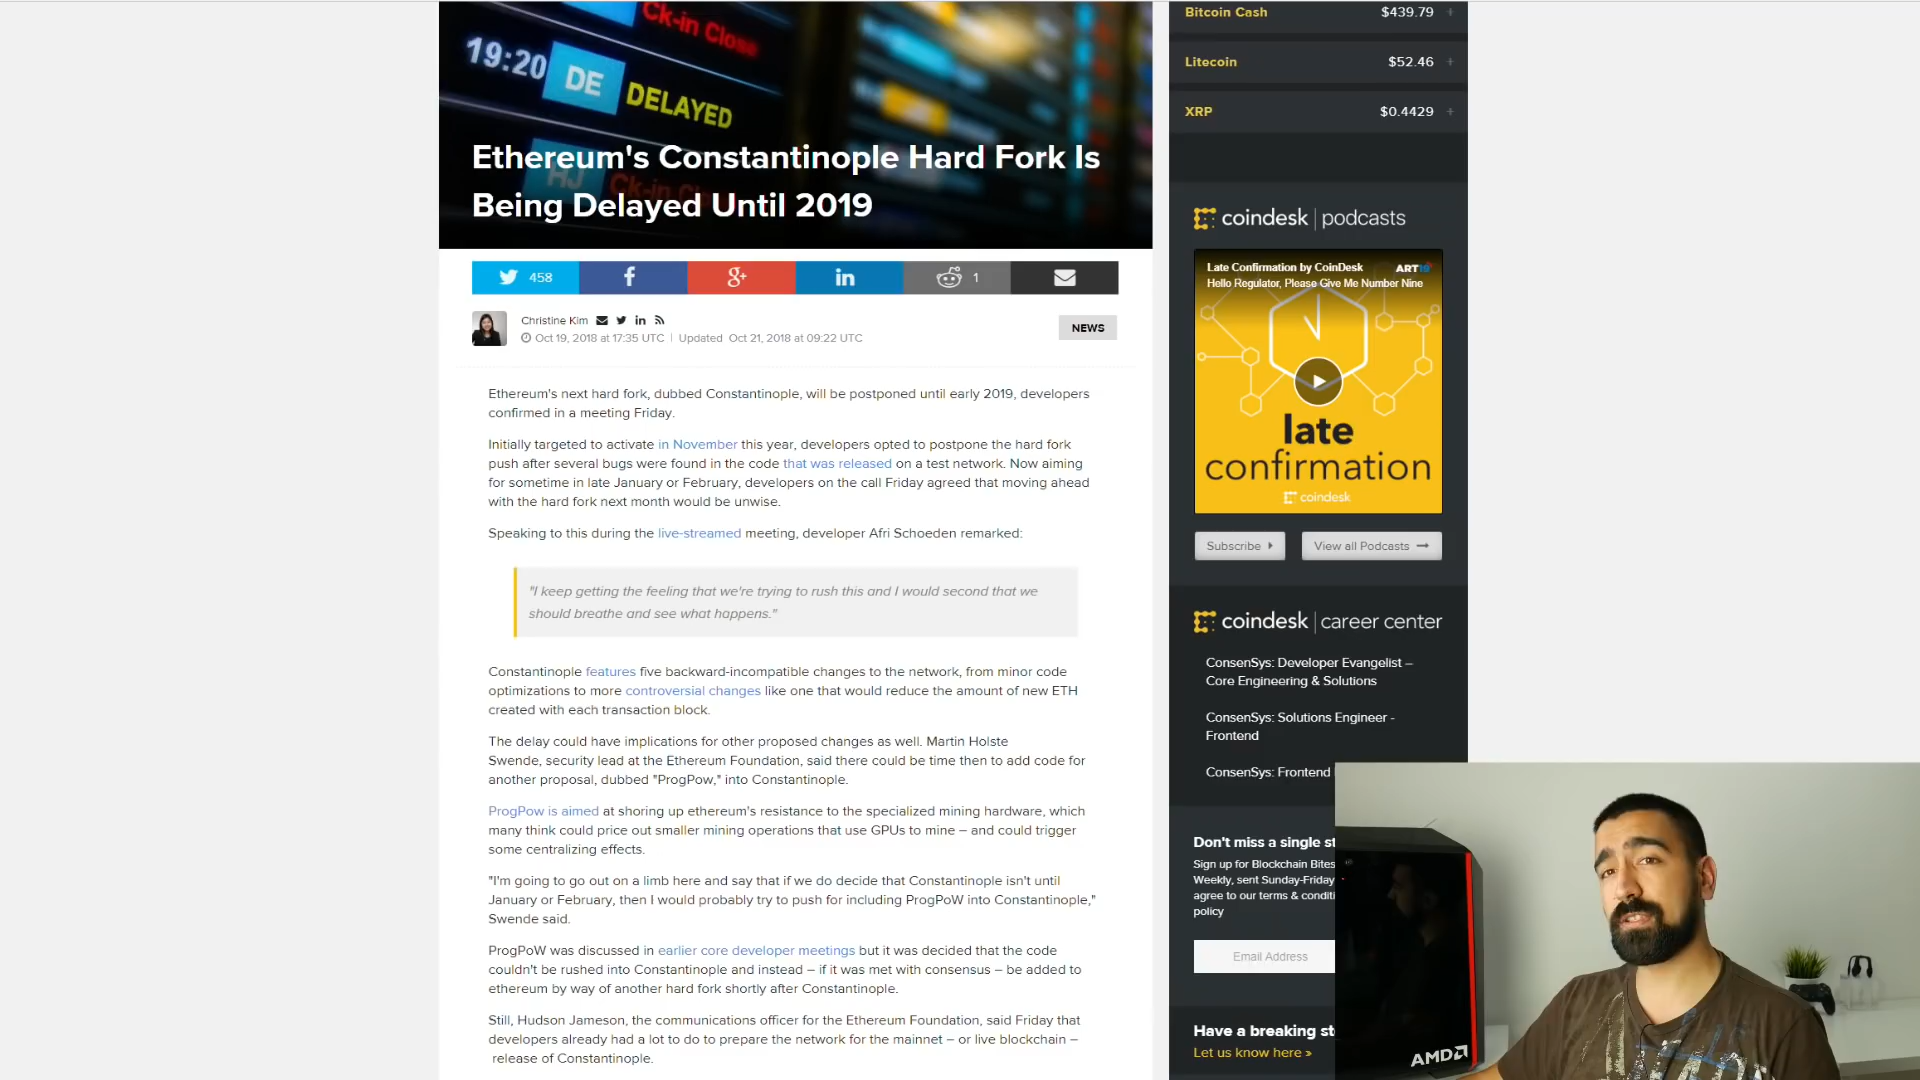 Ck-in Close
19:20 DE DELAYED
HJ Ck-in Close
Ethereum's Constantinople Hard Fork Is
Being Delayed Until 2019
458
f
g+
in
1
Christine Kim
in
Oct 19, 2018 at 17:35 UTC | Updated Oct 21, 2018 at 09:22 UTC
NEWS
Ethereum's next hard fork, dubbed Constantinople, will be postponed until early 2019, developers
confirmed in a meeting Friday.
Initially targeted to activate in November this year, developers opted to postpone the hard fork
push after several bugs were found in the code that was released on a test network. Now aiming
for sometime in late January or February, developers on the call Friday agreed that moving ahead
with the hard fork next month would be unwise.
Speaking to this during the live-streamed meeting, developer Afri Schoeden remarked:
"I keep getting the feeling that we're trying to rush this and I would second that we
should breathe and see what happens."
Constantinople features five backward-incompatible changes to the network, from minor code
optimizations to more controversial changes like one that would reduce the amount of new ETH
created with each transaction block.
The delay could have implications for other proposed changes as well. Martin Holste
Swende, security lead at the Ethereum Foundation, said there could be time then to add code for
another proposal, dubbed "ProgPow," into Constantinople.
ProgPow is aimed at shoring up ethereum's resistance to the specialized mining hardware, which
many think could price out smaller mining operations that use GPUs to mine – and could trigger
some centralizing effects.
"I'm going to go out on a limb here and say that if we do decide that Constantinople isn't until
January or February, then I would probably try to push for including ProgPoW into Constantinople,"
Swende said.
ProgPoW was discussed in earlier core developer meetings but it was decided that the code
couldn't be rushed into Constantinople and instead – if it was met with consensus – be added to
ethereum by way of another hard fork shortly after Constantinople.
Still, Hudson Jameson, the communications officer for the Ethereum Foundation, said Friday that
developers already had a lot to do to prepare the network for the mainnet – or live blockchain –
release of Constantinople.
Bitcoin Cash $439.79 +
Litecoin $52.46 +
XRP $0.4429 +
coindesk | podcasts
Late Confirmation by CoinDesk
ART19
Hello Regulator, Please Give Me Number Nine
late
confirmation
coindesk
Subscribe
View all Podcasts
coindesk | career center
ConsenSys: Developer Evangelist –
Core Engineering & Solutions
ConsenSys: Solutions Engineer -
Frontend
ConsenSys: Frontend
Don't miss a single st
Sign up for Blockchain Bites
Weekly, sent Sunday-Friday
agree to our terms & conditi
policy
Email Address
Have a breaking st
Let us know here »
AMD